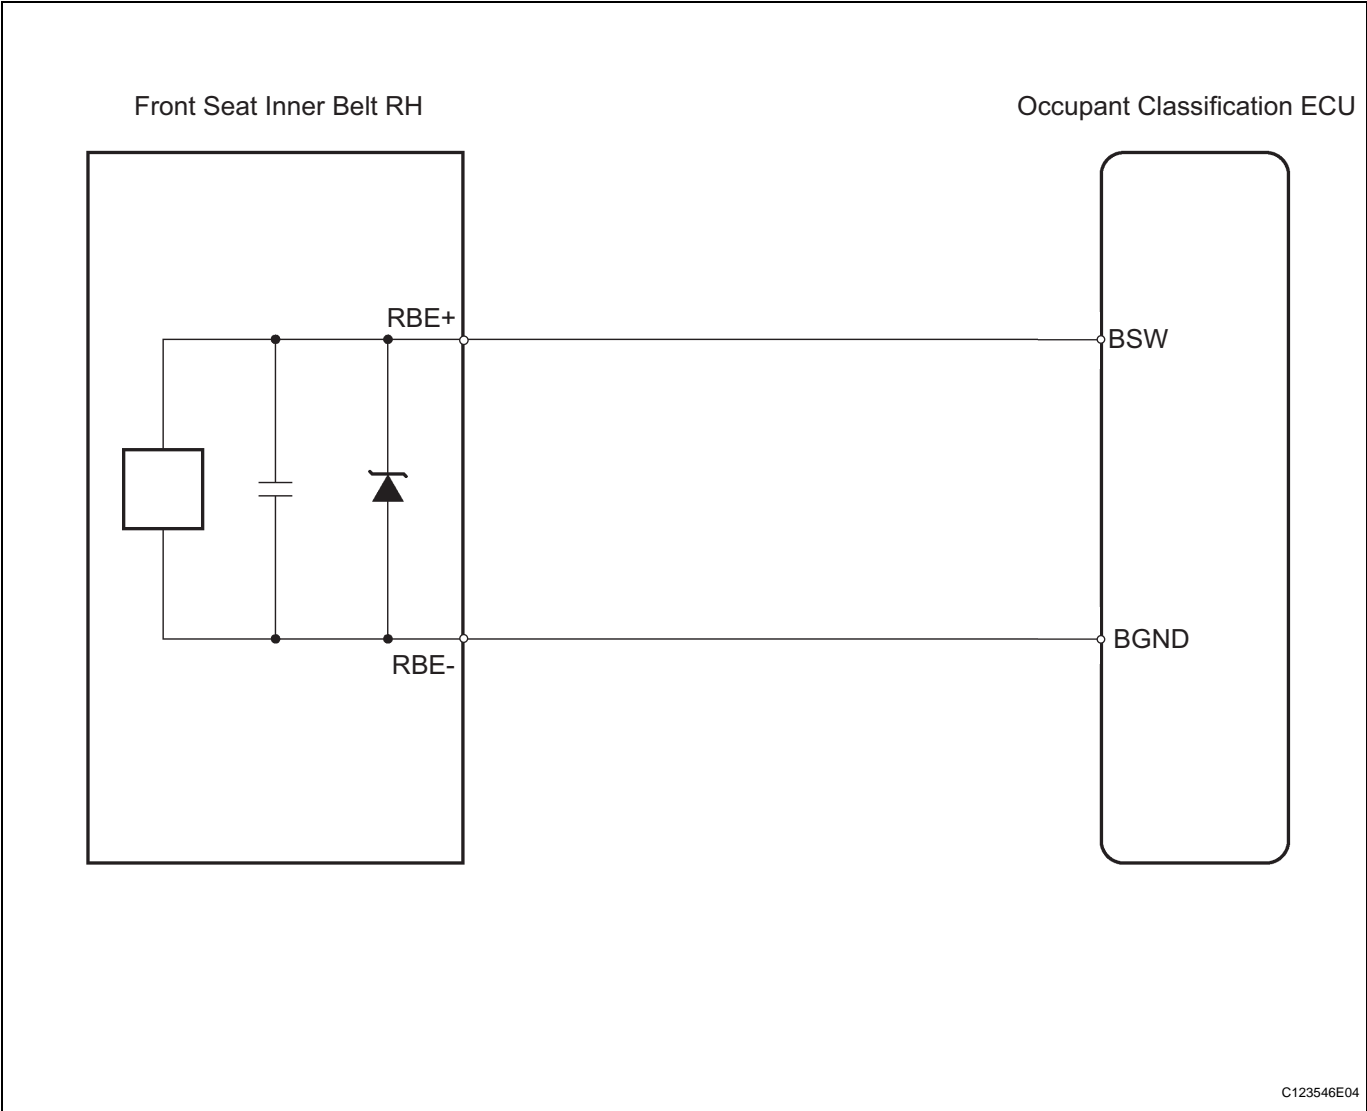 Front Seat Inner Belt RH
Occupant Classification ECU
RBE+
BSW
BGND
RBE-
C123546E04